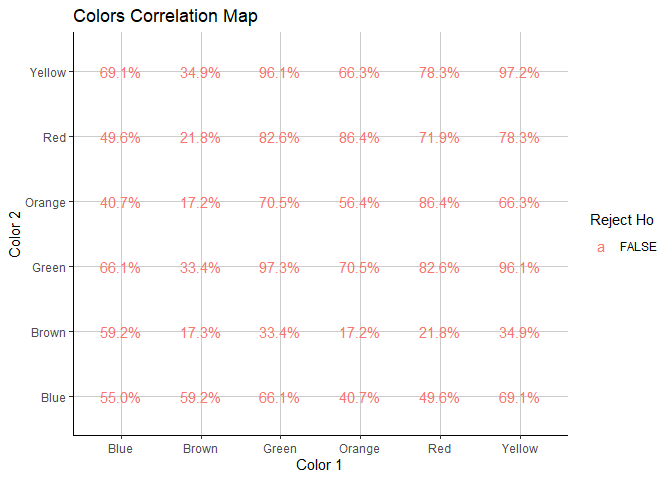 Colors Correlation Map
Yellow 69.1% 34.9% 96.1% 66.3% 78.3% 97.2%
Red 49.6% 21.8% 82.6% 86.4% 71.9% 78.3%
Orange 40.7% 17.2% 70.5% 56.4% 86.4% 66.3%
Green 66.1% 33.4% 97.3% 70.5% 82.6% 96.1%
Brown 59.2% 17.3% 33.4% 17.2% 21.8% 34.9%
Blue 55.0% 59.2% 66.1% 40.7% 49.6% 69.1%
Blue Brown Green Orange Red Yellow
Color 1
Color 2
Reject Ho
a FALSE